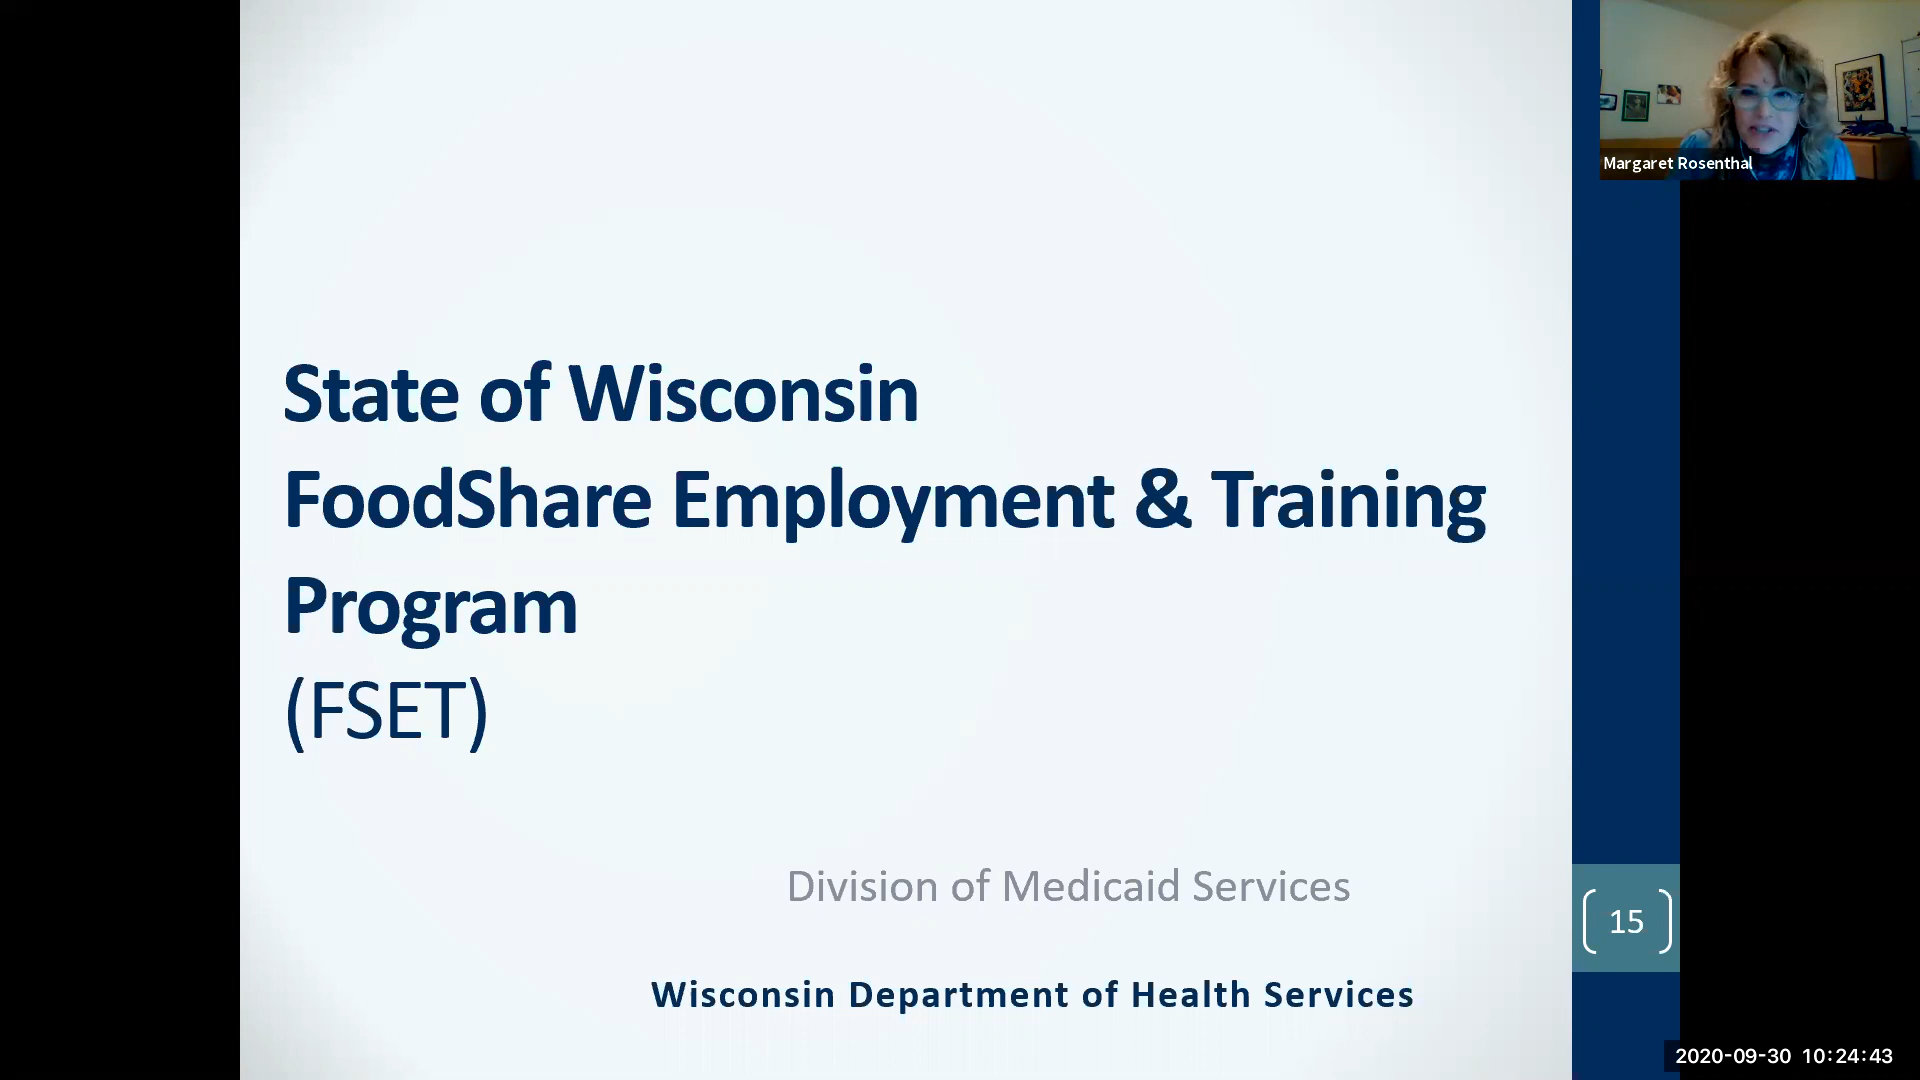 Margaret Rosenthal
State of Wisconsin
FoodShare Employment & Training
Program
(FSET)
Division of Medicaid Services
15
Wisconsin Department of Health Services
2020-09-30 10:24:43